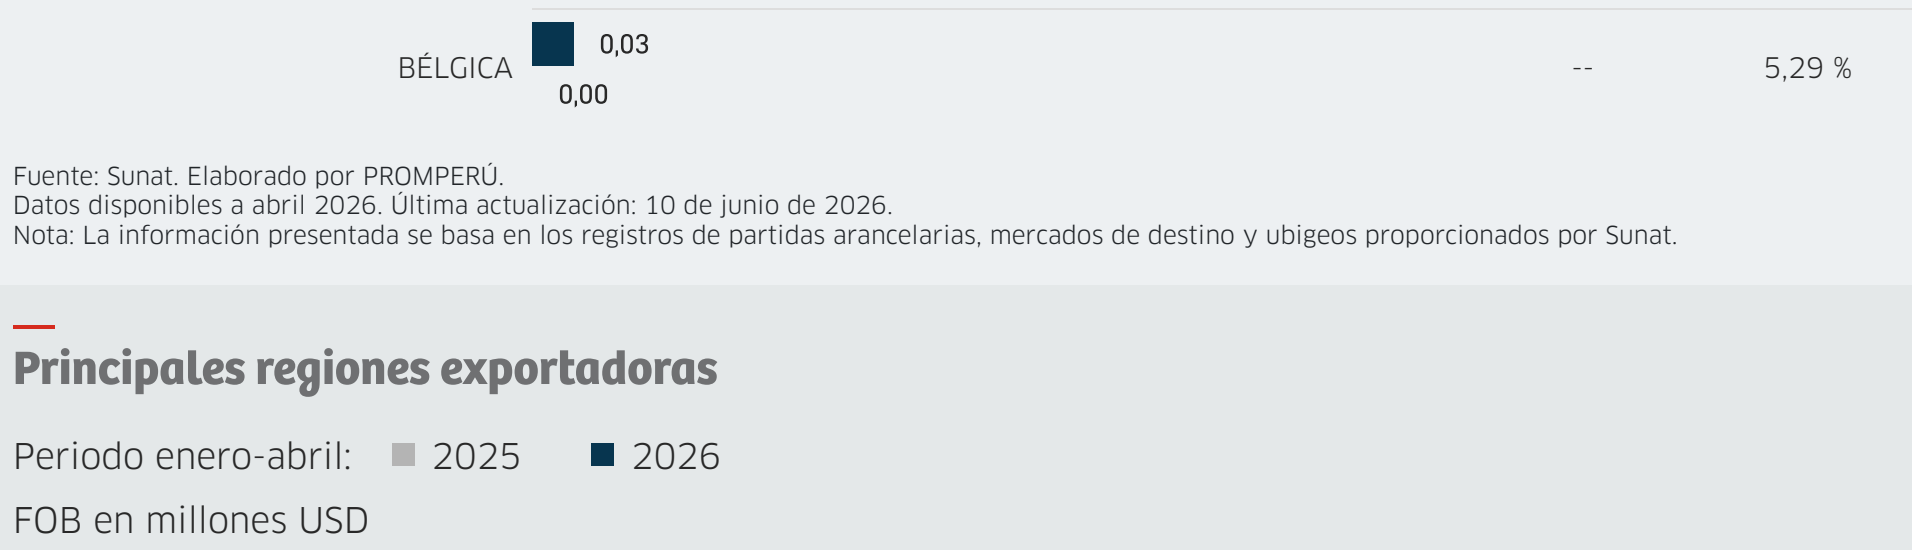 0,03
BÉLGICA -- 5,29 %
0,00
Fuente: Sunat. Elaborado por PROMPERÚ.
Datos disponibles a abril 2026. Última actualización: 10 de junio de 2026.
Nota: La información presentada se basa en los registros de partidas arancelarias, mercados de destino y ubigeos proporcionados por Sunat.
Principales regiones exportadoras
Periodo enero-abril: 2025 2026
FOB en millones USD